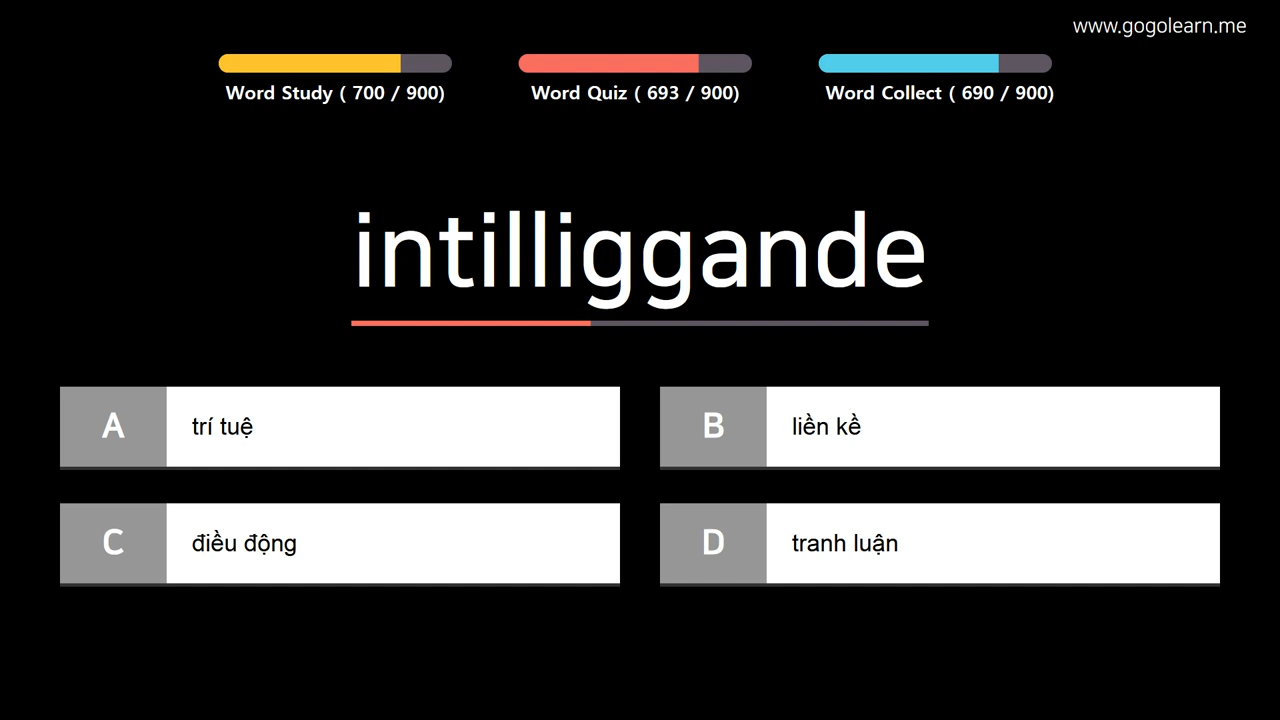 www.gogolearn.me
Word Study ( 700 / 900)
Word Quiz ( 693 / 900)
Word Collect ( 690 / 900)
intilliggande
A trí tuệ
B liền kề
C điều động
D tranh luận